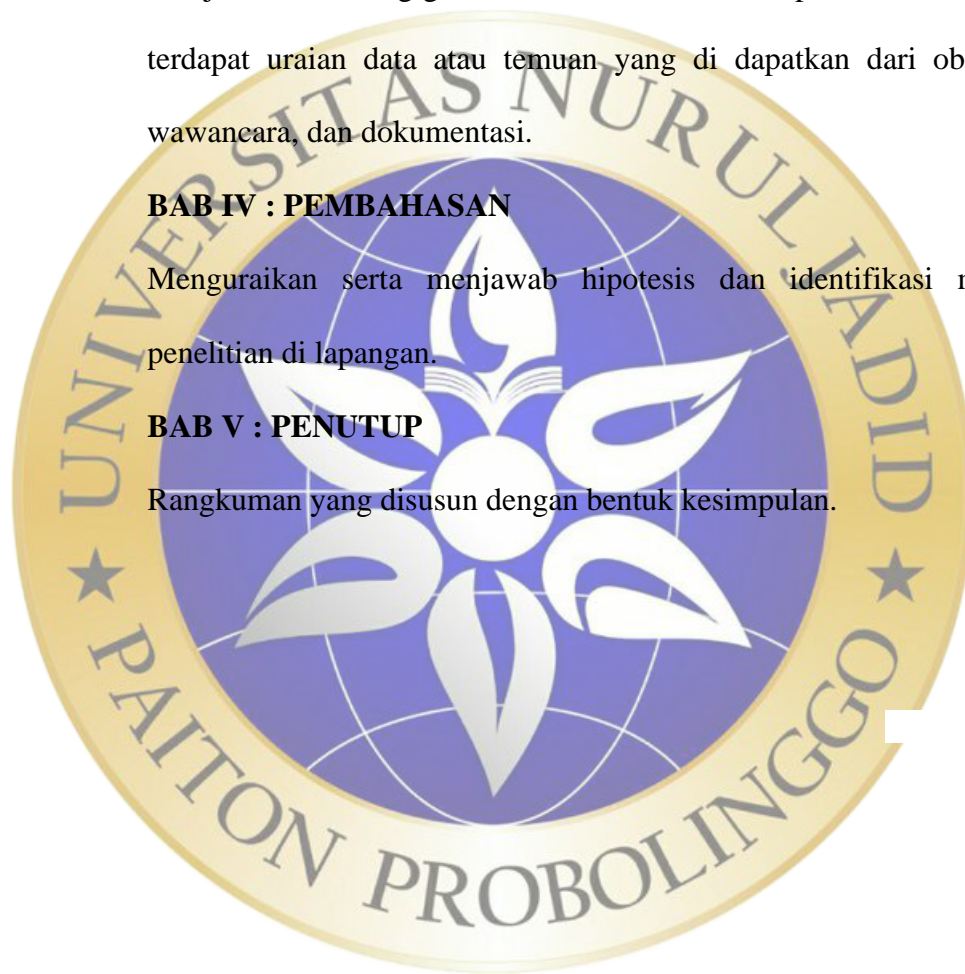 terdapat uraian data atau temuan yang di dapatkan dari
wawancara, dan dokumentasi.
BAB IV : PEMBAHASAN
Menguraikan serta menjawab hipotesis dan identifikasi
penelitian di lapangan.
BAB V : PENUTUP
Rangkuman yang disusun dengan bentuk kesimpulan.
UNIVERSITAS NURUL JADID
PAITON PROBOLINGGO